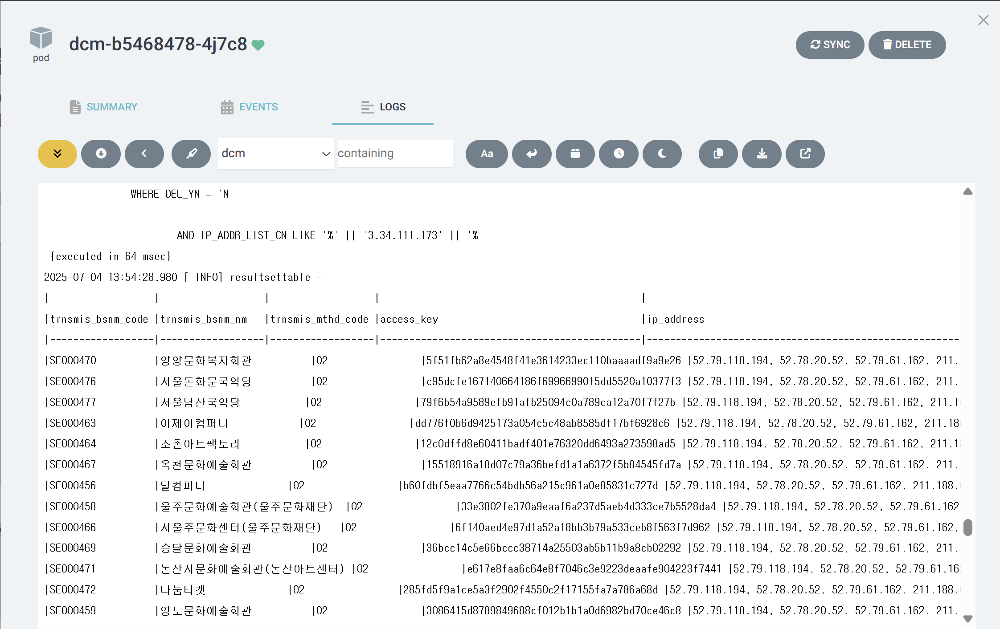 dcm-b5468478-4j7c8
pod
SYNC
DELETE
SUMMARY
EVENTS
LOGS
dcm
containing
Aa
WHERE DEL_YN = 'N'
AND IP_ADDR_LIST_CN LIKE '%' || '3.34.111.173' || '%'
{executed in 64 msec}
2025-07-04 13:54:28.980 [ INFO] resultsettable -
|------------------|------------------|------------------|---------------------------------------------|------------------------------------------------------
|trnsmis_bsnm_code |trnsmis_bsnm_nm |trnsmis_mthd_code |access_key |ip_address
|------------------|------------------|------------------|---------------------------------------------|------------------------------------------------------
|SE000470 |양양문화복지회관 |02 |5f51fb62a8e4548f41e3614233ec110baaaadf9a9e26 |52.79.118.194, 52.78.20.52, 52.79.61.162, 211.
|SE000476 |서울돈화문국악당 |02 |c95dcfe167140664186f6996699015dd5520a10377f3 |52.79.118.194, 52.78.20.52, 52.79.61.162, 211.
|SE000477 |서울남산국악당 |02 |79f6b54a9589efb91afb25094c0a789ca12a70f7f27b |52.79.118.194, 52.78.20.52, 52.79.61.162, 211.18
|SE000463 |이제이컴퍼니 |02 |dd776f0b6d9425173a054c5c48ab8585df17bf6928c6 |52.79.118.194, 52.78.20.52, 52.79.61.162, 211.188
|SE000464 |소촌아트팩토리 |02 |12c0dffd8e60411badf401e76320dd6493a273598ad5 |52.79.118.194, 52.78.20.52, 52.79.61.162, 211.18
|SE000467 |옥천문화예술회관 |02 |15518916a18d07c79a36befd1a1a6372f5b84545fd7a |52.79.118.194, 52.78.20.52, 52.79.61.162, 211.
|SE000456 |달컴퍼니 |02 |b60fdbf5eaa7766c54bdb56a215c961a0e85831c727d |52.79.118.194, 52.78.20.52, 52.79.61.162, 211.188.
|SE000458 |울주문화예술회관(울주문화재단) |02 |33e3802fe370a9eaaf6a237d5aeb4d333ce7b5528da4 |52.79.118.194, 52.78.20.52, 52.79.61.162
|SE000466 |서울주문화센터(울주문화재단) |02 |6f140aed4e97d1a52a18bb3b79a533ceb8f563f7d962 |52.79.118.194, 52.78.20.52, 52.79.61.162,
|SE000469 |승달문화예술회관 |02 |36bcc14c5e66bccc38714a25503ab5b11b9a8cb02292 |52.79.118.194, 52.78.20.52, 52.79.61.162, 211.
|SE000471 |논산시문화예술회관(논산아트센터) |02 |e617e8faa6c64e8f7046c3e9223deaafe904223f7441 |52.79.118.194, 52.78.20.52, 52.79.61.162
|SE000472 |나눔티켓 |02 |285fd5f9a1ce5a3f2902f4550c2f17155fa7a786a68d |52.79.118.194, 52.78.20.52, 52.79.61.162, 211.188.
|SE000459 |영도문화예술회관 |02 |3086415d8789849688cf012b1b1a0d6982bd70ce46c8 |52.79.118.194, 52.78.20.52, 52.79.61.162, 211.